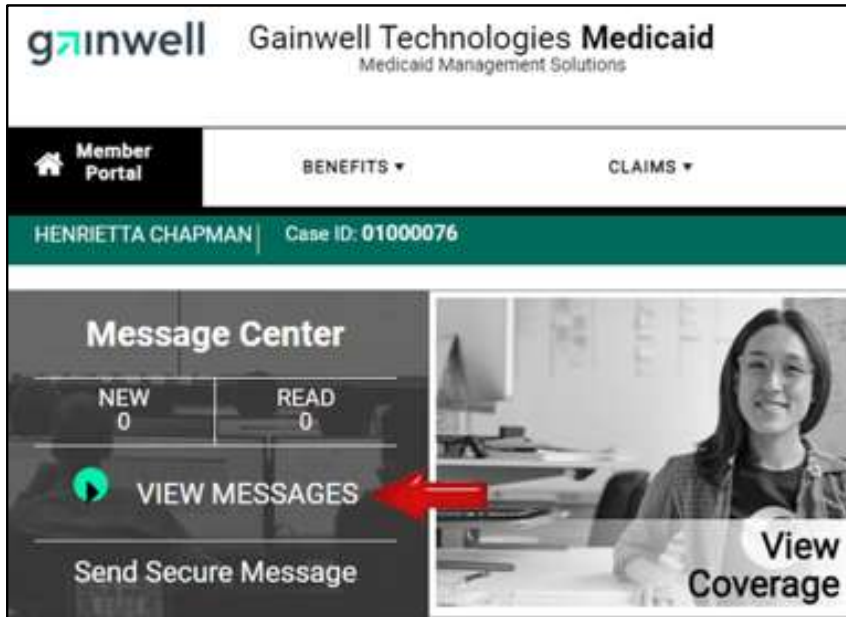 gainwell
Gainwell Technologies Medicaid
Medicaid Management Solutions
Member
Portal
BENEFITS ▾
CLAIMS ▾
HENRIETTA CHAPMAN| Case ID: 01000076
Message Center
NEW
0
READ
0
VIEW MESSAGES
Send Secure Message
View
Coverage